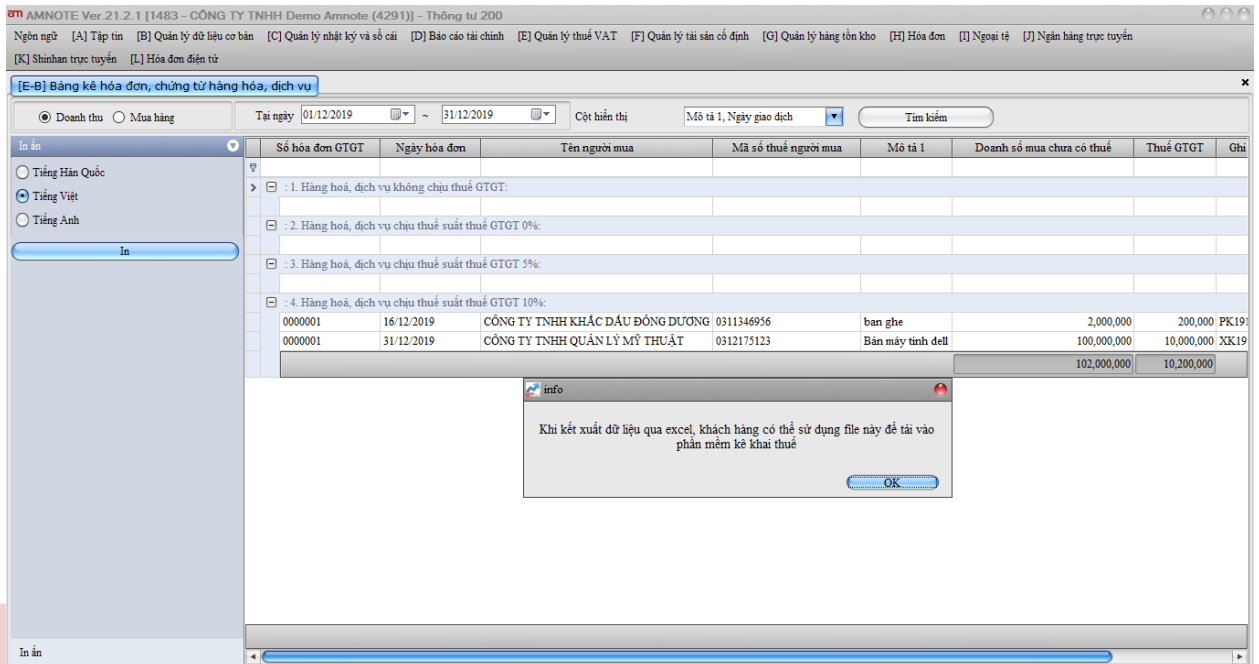 AMNOTE Ver.21.2.1 [1483 - CÔNG TY TNHH Demo Amnote (4291)] - Thông tư 200
Ngôn ngữ [A] Tập tin [B] Quản lý dữ liệu cơ bản [C] Quản lý nhật ký và sổ cái [D] Báo cáo tài chính [E] Quản lý thuế VAT [F] Quản lý tài sản cố định [G] Quản lý hàng tồn kho [H] Hóa đơn [I] Ngoại tệ [J] Ngân hàng trực tuyến
[K] Shinhan trực tuyến [L] Hóa đơn điện tử
[E-B] Bảng kê hóa đơn, chứng từ hàng hóa, dịch vụ
Doanh thu Mua hàng Tại ngày 01/12/2019 ~ 31/12/2019 Cột hiển thị Mô tả 1, Ngày giao dịch Tìm kiếm
In ấn
Tiếng Hàn Quốc
Tiếng Việt
Tiếng Anh
In
Số hóa đơn GTGT Ngày hóa đơn Tên người mua Mã số thuế người mua Mô tả 1 Doanh số mua chưa có thuế Thuế GTGT Ghi
: 1. Hàng hoá, dịch vụ không chịu thuế GTGT:
: 2. Hàng hoá, dịch vụ chịu thuế suất thuế GTGT 0%:
: 3. Hàng hoá, dịch vụ chịu thuế suất thuế GTGT 5%:
: 4. Hàng hoá, dịch vụ chịu thuế suất thuế GTGT 10%:
0000001 16/12/2019 CÔNG TY TNHH KHẮC DẤU ĐÔNG DƯƠNG 0311346956 ban ghe 2,000,000 200,000 PK191
0000001 31/12/2019 CÔNG TY TNHH QUẢN LÝ MỸ THUẬT 0312175123 Bán máy tính dell 100,000,000 10,000,000 XK19
102,000,000 10,200,000
info
Khi kết xuất dữ liệu qua excel, khách hàng có thể sử dụng file này để tải vào
phần mềm kê khai thuế
OK
In ấn